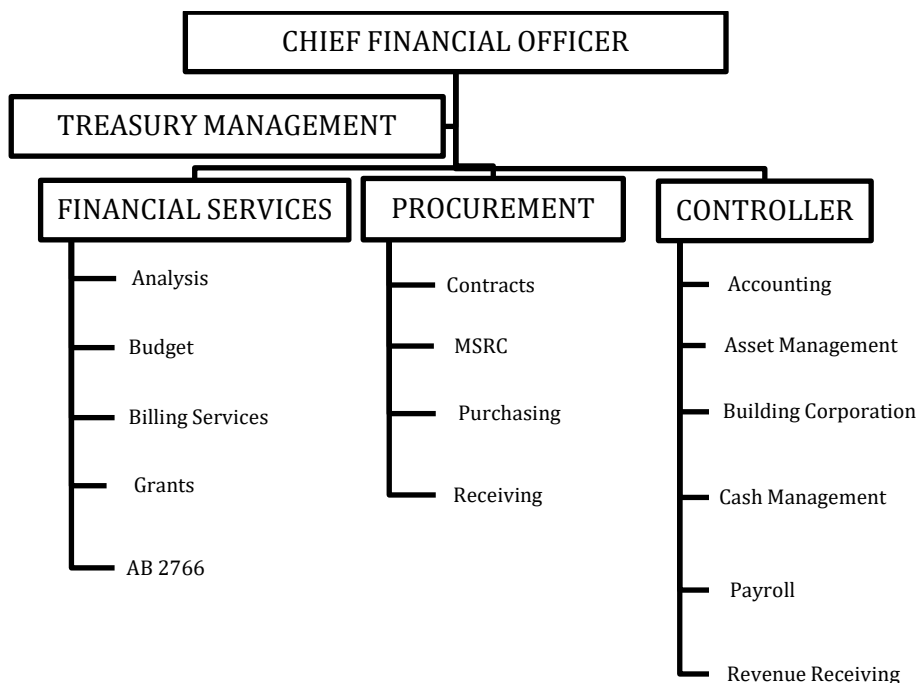 CHIEF FINANCIAL OFFICER
TREASURY MANAGEMENT
FINANCIAL SERVICES
Analysis
Budget
Billing Services
Grants
AB 2766
PROCUREMENT
Contracts
MSRC
Purchasing
Receiving
CONTROLLER
Accounting
Asset Management
Building Corporation
Cash Management
Payroll
Revenue Receiving